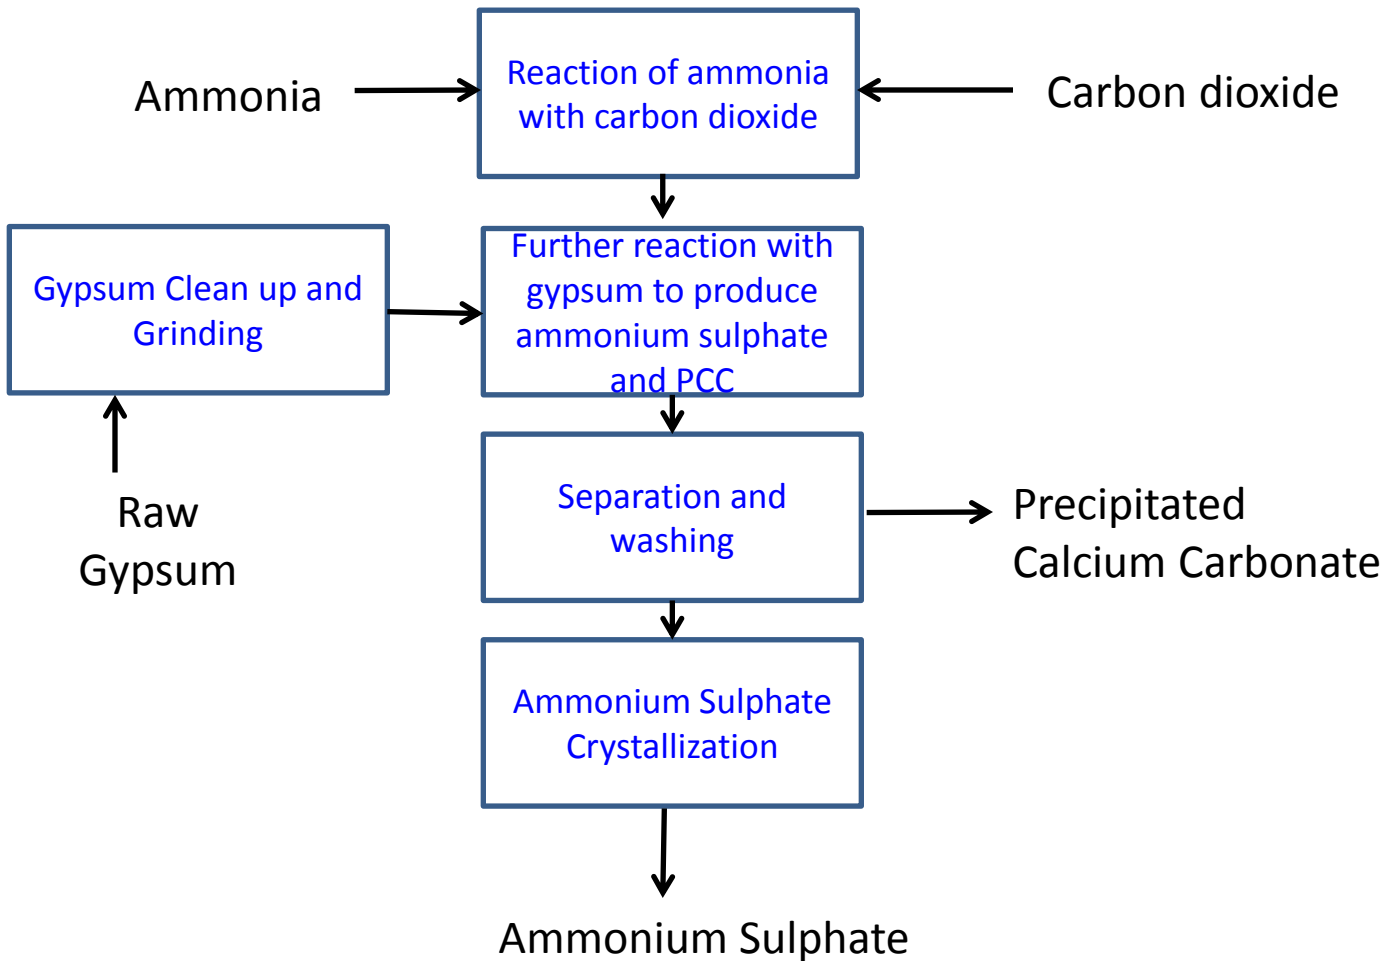 Ammonia
Reaction of ammonia
with carbon dioxide
Carbon dioxide
Gypsum Clean up and
Grinding
Further reaction with
gypsum to produce
ammonium sulphate
and PCC
Raw
Gypsum
Separation and
washing
Precipitated
Calcium Carbonate
Ammonium Sulphate
Crystallization
Ammonium Sulphate